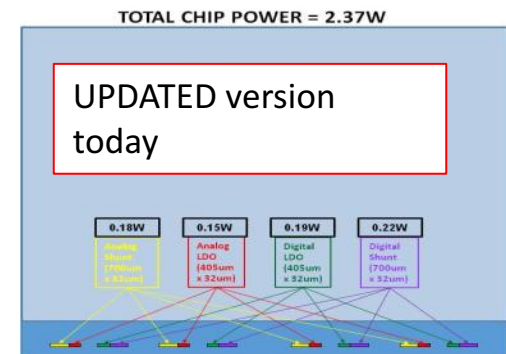 TOTAL CHIP POWER = 2.37W
UPDATED version
today
0.18W
0.15W
0.19W
0.22W
Analog
Shunt
(700um
x 32um)
Analog
LDO
(405um
x 32um)
Digital
LDO
(405um
x 32um)
Digital
Shunt
(700um
x 32um)